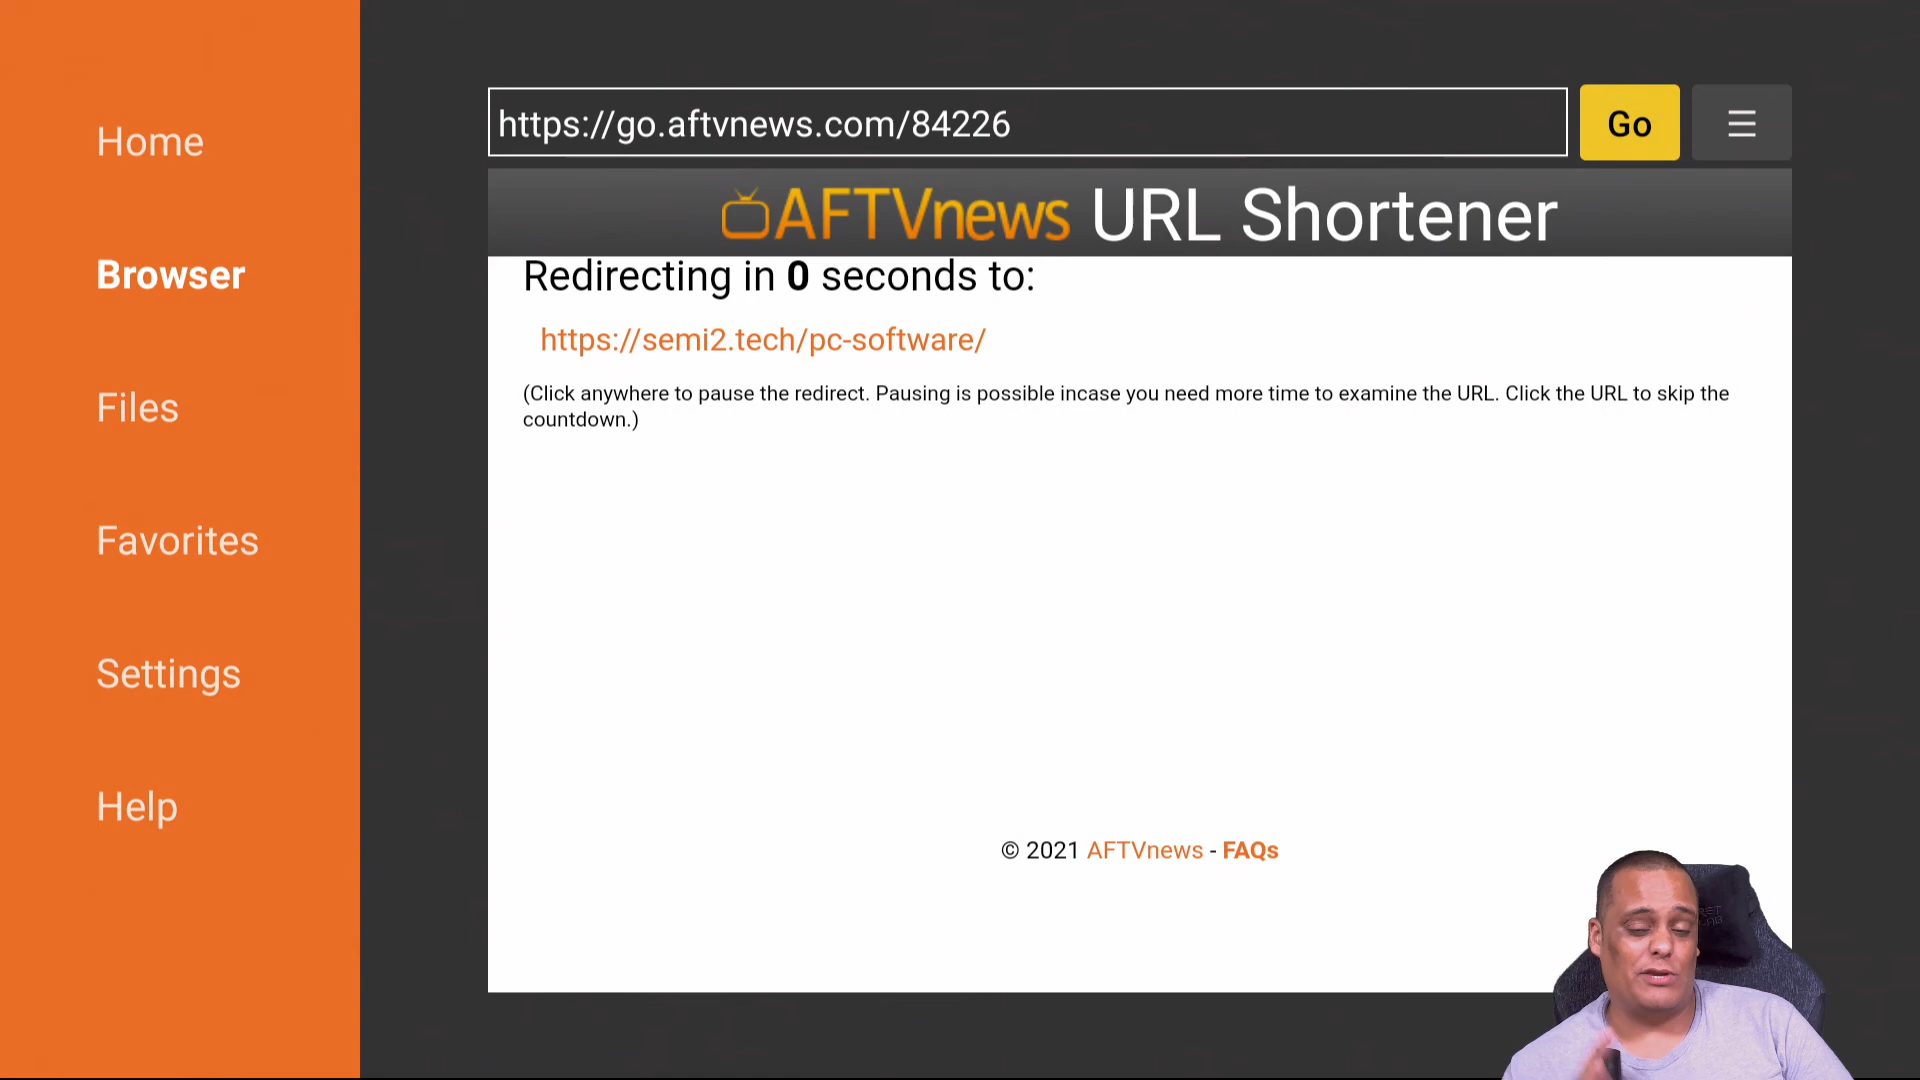 Home
Browser
Files
Favorites
Settings
Help
https://go.aftvnews.com/84226
Go
AFTVnews URL Shortener
Redirecting in 0 seconds to:
https://semi2.tech/pc-software/
(Click anywhere to pause the redirect. Pausing is possible incase you need more time to examine the URL. Click the URL to skip the
countdown.)
© 2021 AFTVnews - FAQs